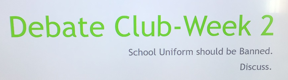 Debate Club-Week 2
School Uniform should be Banned.
Discuss.